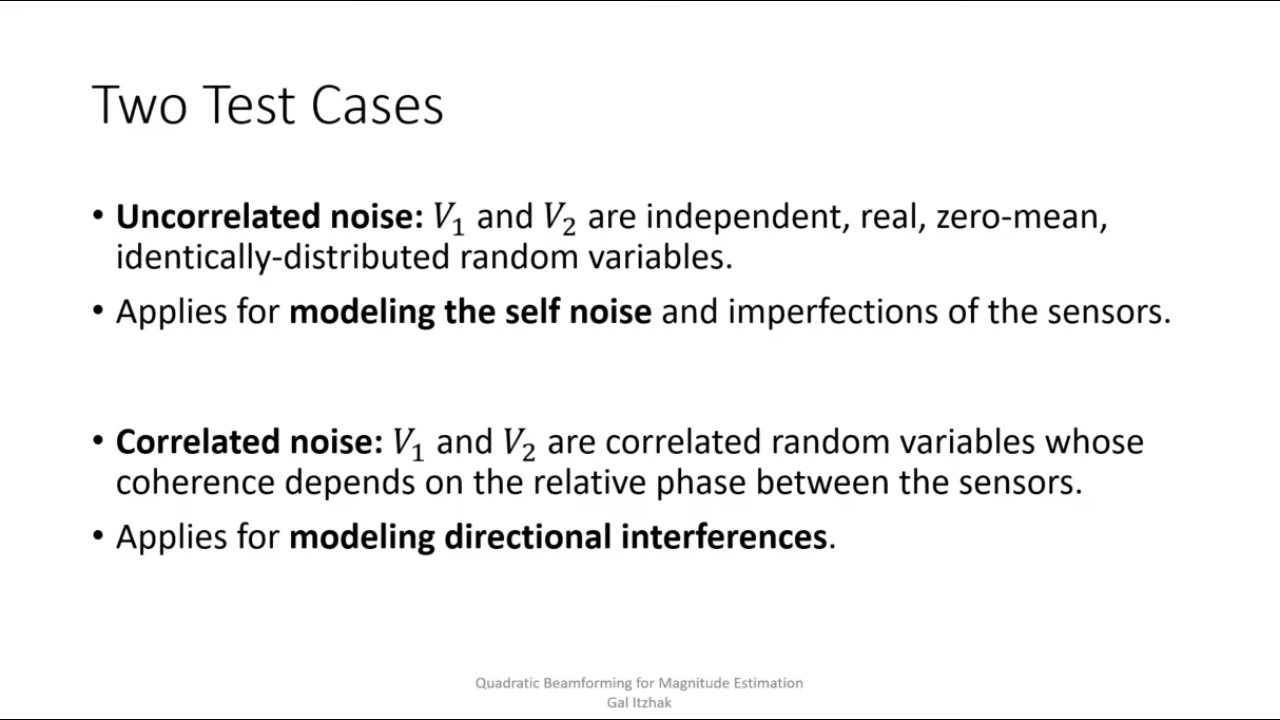 Two Test Cases
• Uncorrelated noise: V₁ and V₂ are independent, real, zero-mean,
identically-distributed random variables.
• Applies for modeling the self noise and imperfections of the sensors.
• Correlated noise: V₁ and V₂ are correlated random variables whose
coherence depends on the relative phase between the sensors.
• Applies for modeling directional interferences.
Quadratic Beamforming for Magnitude Estimation
Gal Itzhak